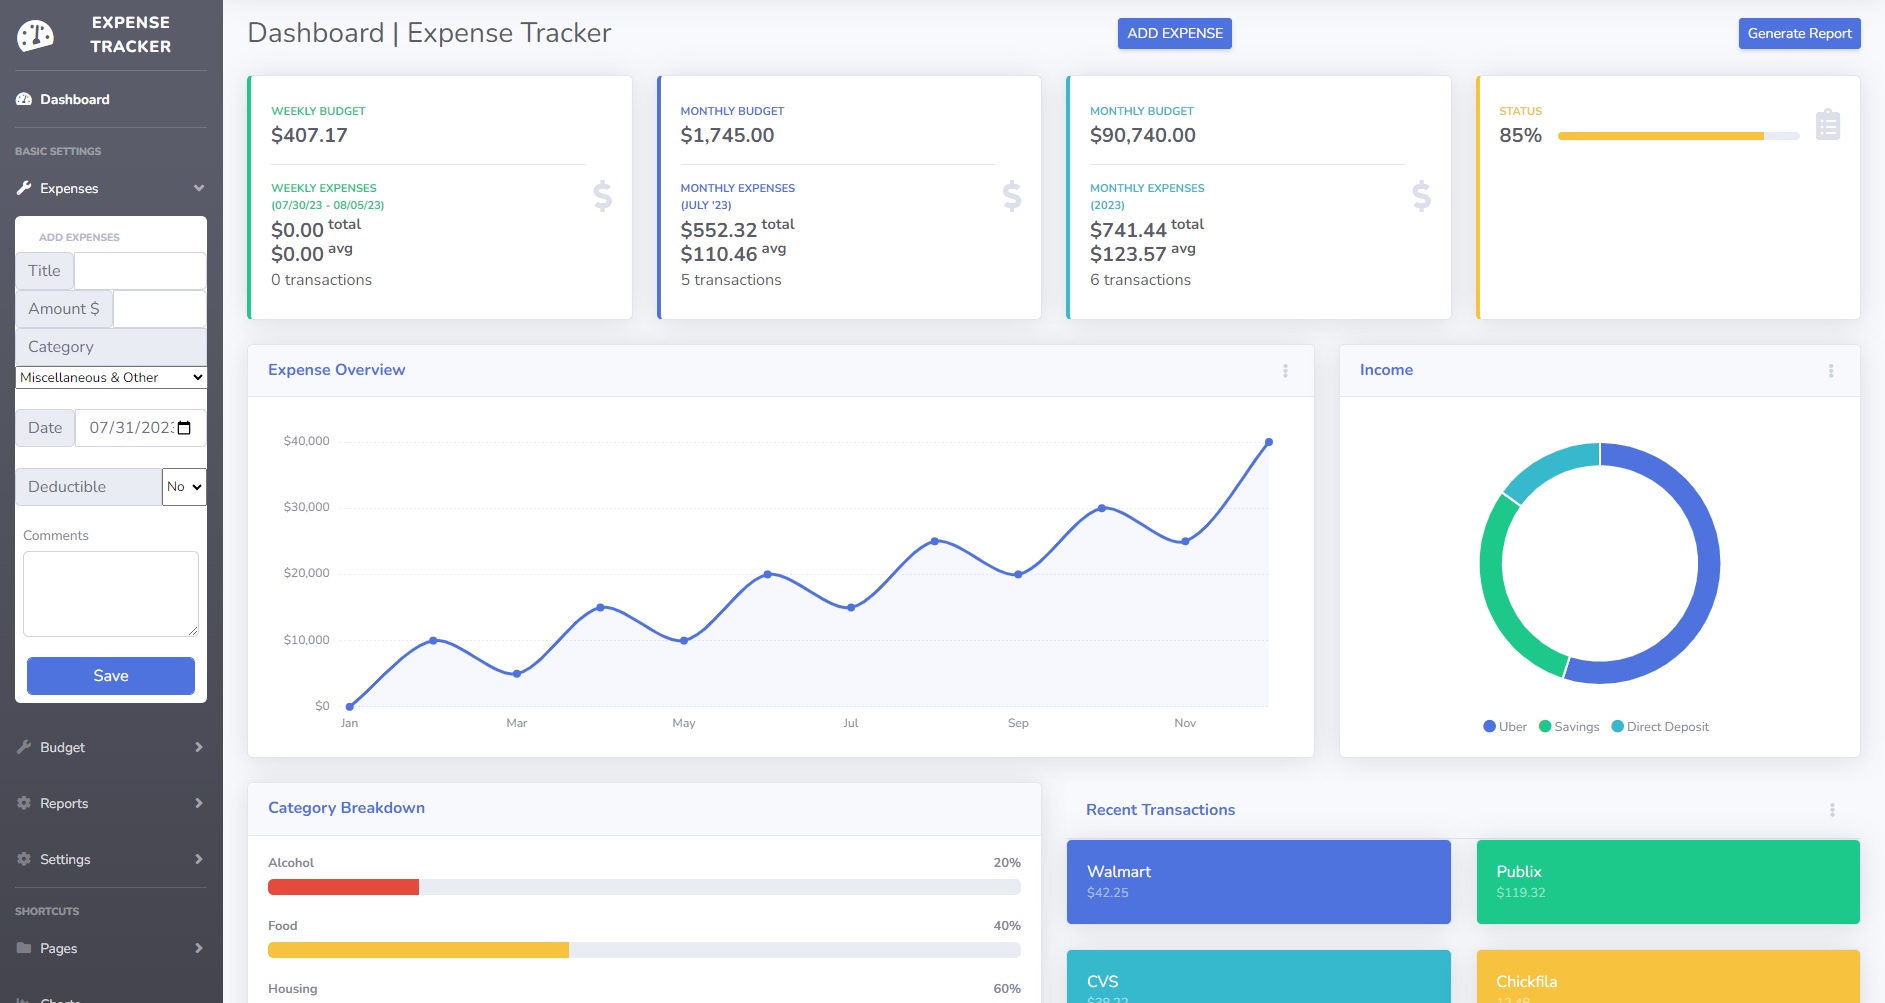 EXPENSE
TRACKER
Dashboard
BASIC SETTINGS
Expenses
ADD EXPENSES
Title
Amount $
Category
Miscellaneous & Other
Date
07/31/2023
Deductible
No
Comments
Save
Budget
Reports
Settings
SHORTCUTS
Pages
Charts
Dashboard | Expense Tracker
ADD EXPENSE
Generate Report
WEEKLY BUDGET
$407.17
WEEKLY EXPENSES
(07/30/23 - 08/05/23)
$0.00 total
$0.00 avg
0 transactions
MONTHLY BUDGET
$1,745.00
MONTHLY EXPENSES
(JULY '23)
$552.32 total
$110.46 avg
5 transactions
MONTHLY BUDGET
$90,740.00
MONTHLY EXPENSES
(2023)
$741.44 total
$123.57 avg
6 transactions
STATUS
85%
Expense Overview
$40,000
$30,000
$20,000
$10,000
$0
Jan Mar May Jul Sep Nov
Income
Uber Savings Direct Deposit
Category Breakdown
Alcohol 20%
Food 40%
Housing 60%
Recent Transactions
Walmart
$42.25
Publix
$119.32
CVS
$38.22
Chickfila
12.48